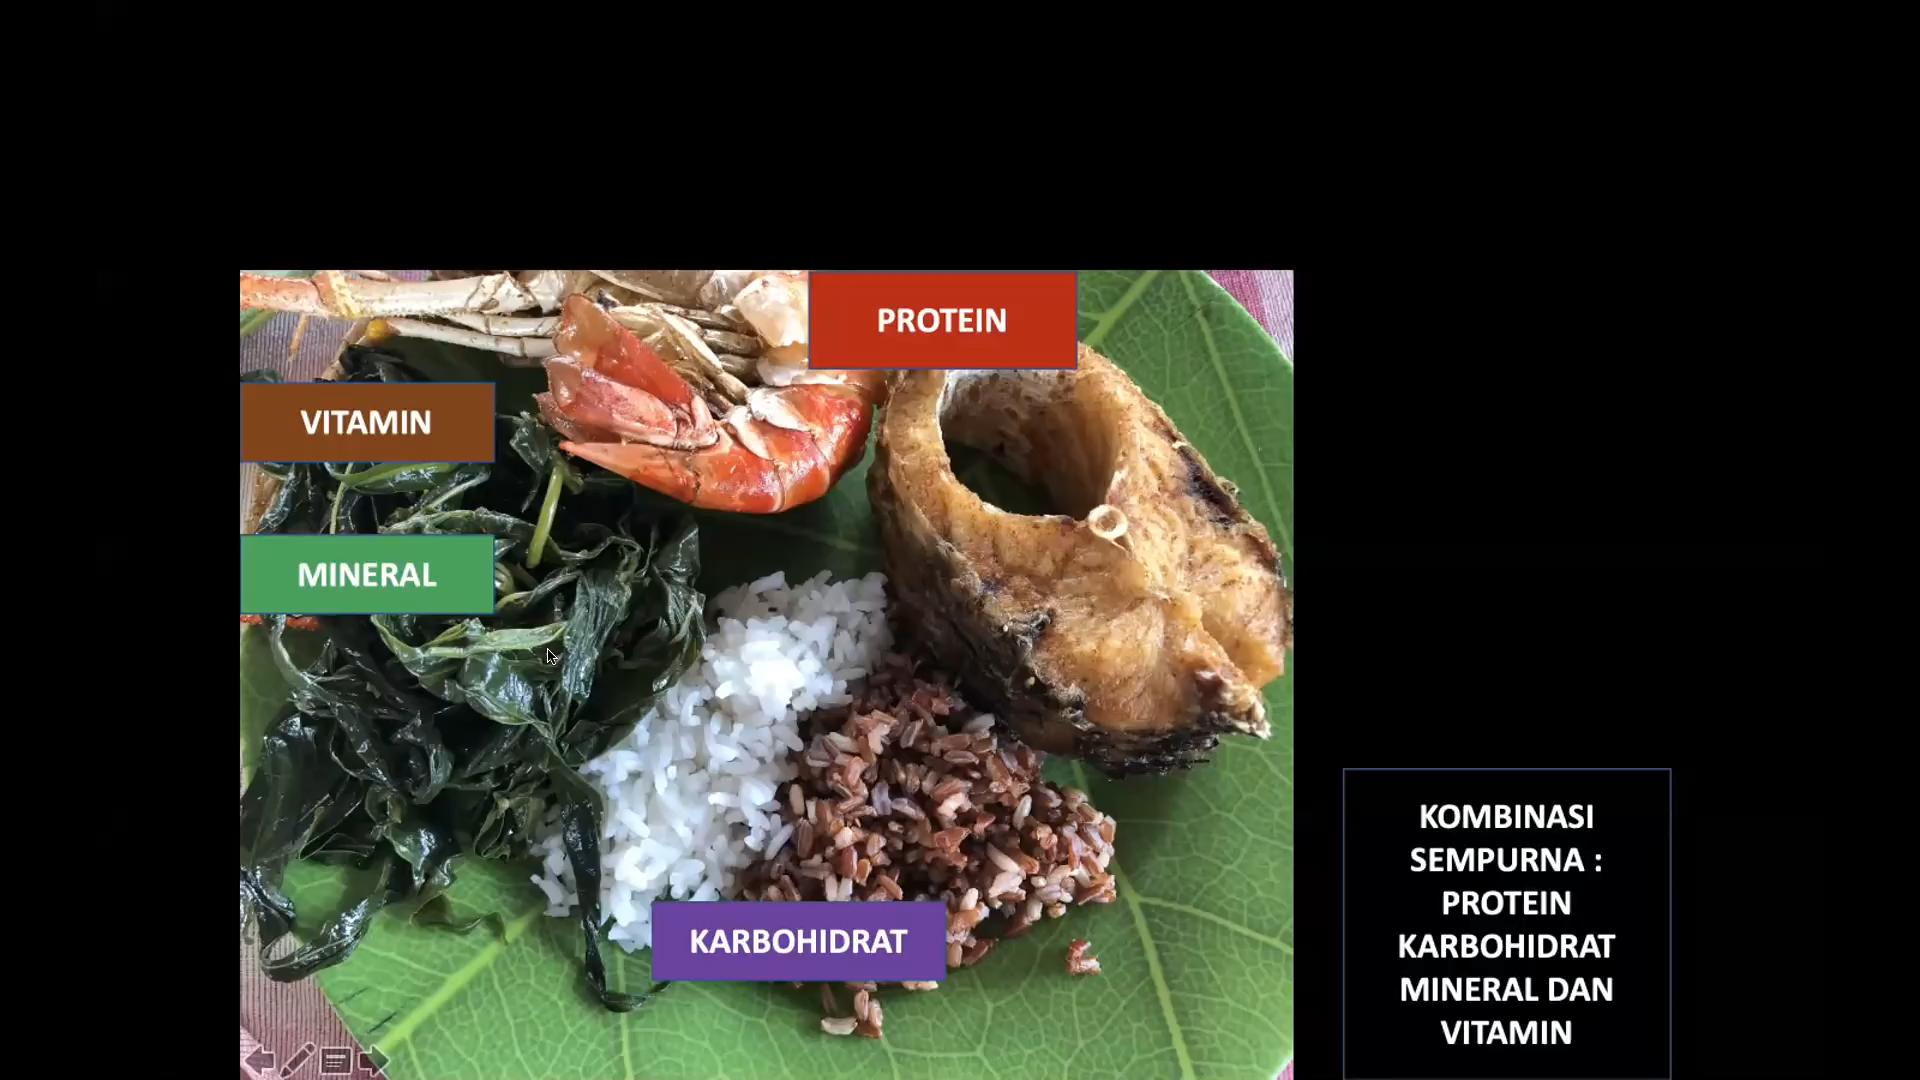 PROTEIN
VITAMIN
MINERAL
KARBOHIDRAT
KOMBINASI
SEMPURNA :
PROTEIN
KARBOHIDRAT
MINERAL DAN
VITAMIN